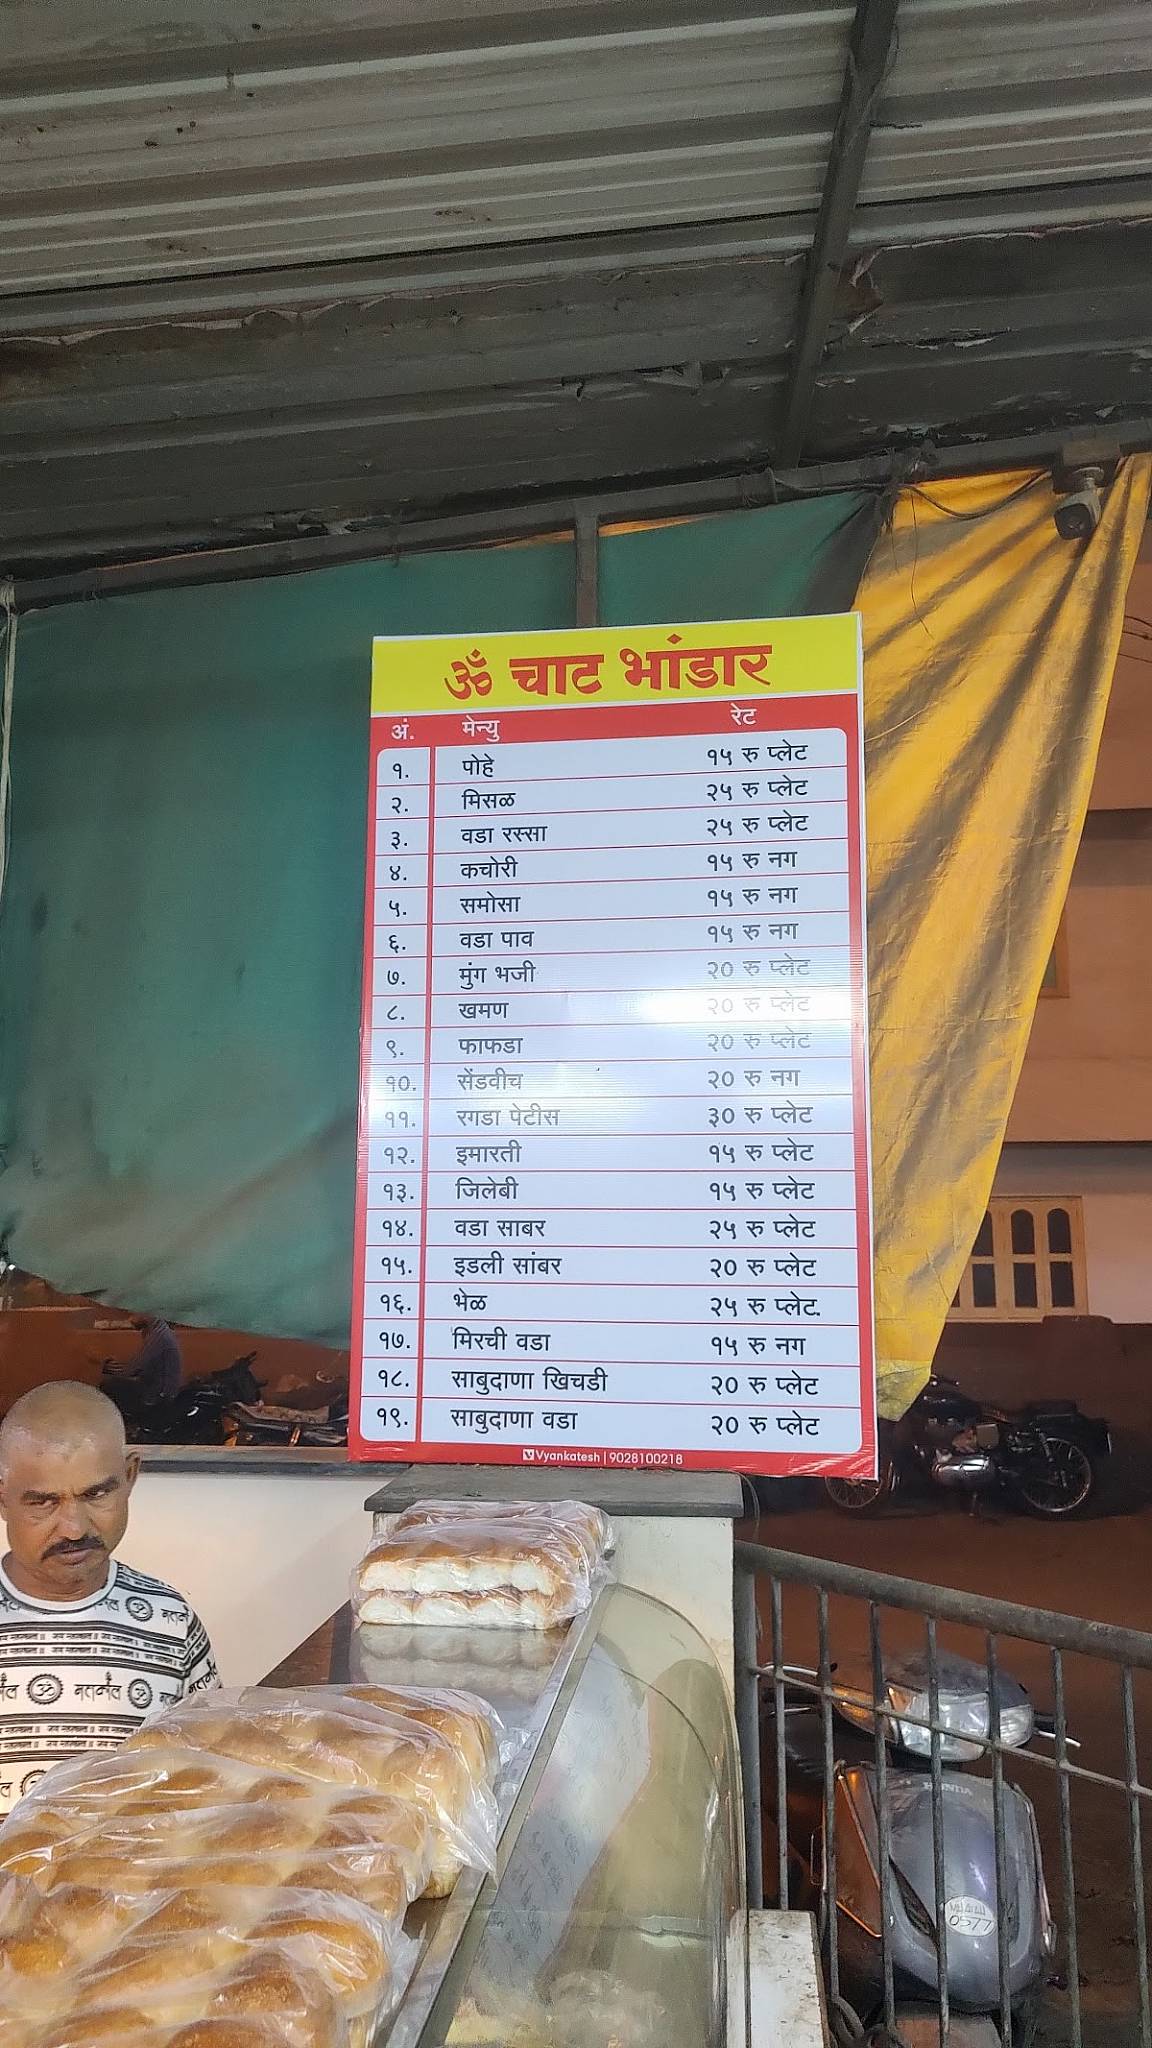 ॐ चाट भांडार
अं. मेन्यु रेट
१. पोहे १५ रु प्लेट
२. मिसळ २५ रु प्लेट
३. वडा रस्सा २५ रु प्लेट
४. कचोरी १५ रु नग
५. समोसा १५ रु नग
६. वडा पाव १५ रु नग
७. मुंग भजी २० रु प्लेट
८. खमण २० रु प्लेट
९. फाफडा २० रु प्लेट
१०. सेंडवीच २० रु नग
११. रगडा पेटीस ३० रु प्लेट
१२. इमारती १५ रु प्लेट
१३. जिलेबी १५ रु प्लेट
१४. वडा साबर २५ रु प्लेट
१५. इडली सांबर २० रु प्लेट
१६. भेळ २५ रु प्लेट.
१७. मिरची वडा १५ रु नग
१८. साबुदाणा खिचडी २० रु प्लेट
१९. साबुदाणा वडा २० रु प्लेट
Vyankatesh | 9028100218
HONDA
0577